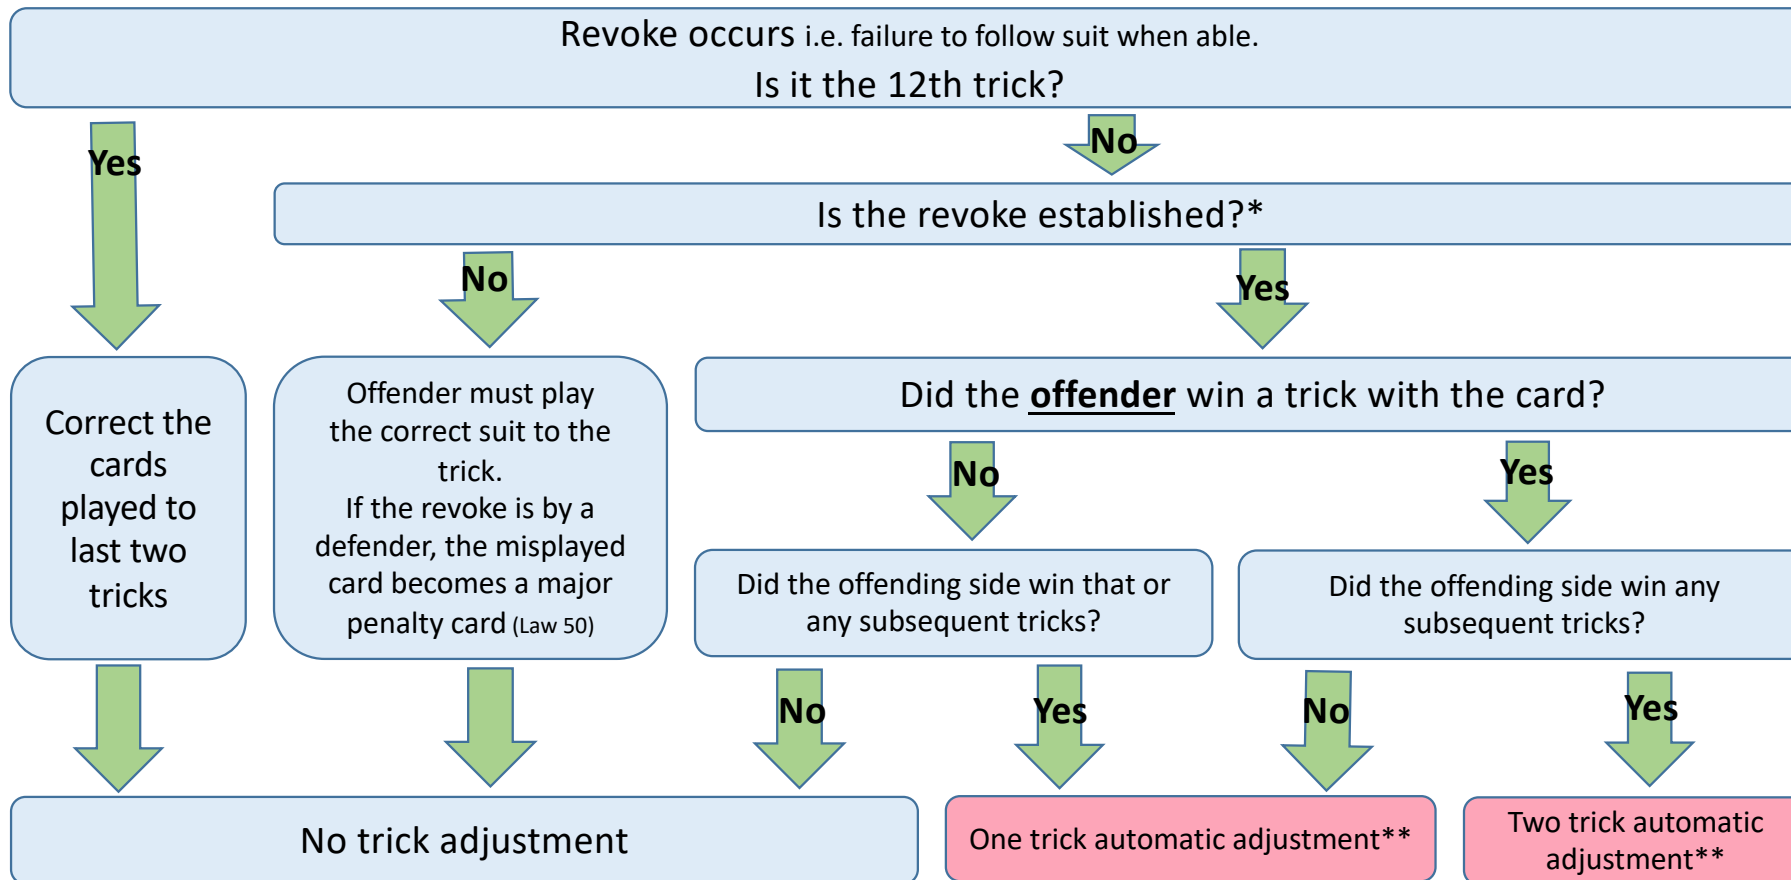 Revoke occurs i.e. failure to follow suit when able.
Is it the 12th trick?
Yes
No
Is the revoke established?*
No
Yes
Correct the
cards
played to
last two
tricks
Offender must play
the correct suit to the
trick.
If the revoke is by a
defender, the misplayed
card becomes a major
penalty card (Law 50)
Did the offender win a trick with the card?
No
Yes
Did the offending side win that or
any subsequent tricks?
Did the offending side win any
subsequent tricks?
No
Yes
No
Yes
No trick adjustment
One trick automatic adjustment**
Two trick automatic
adjustment**